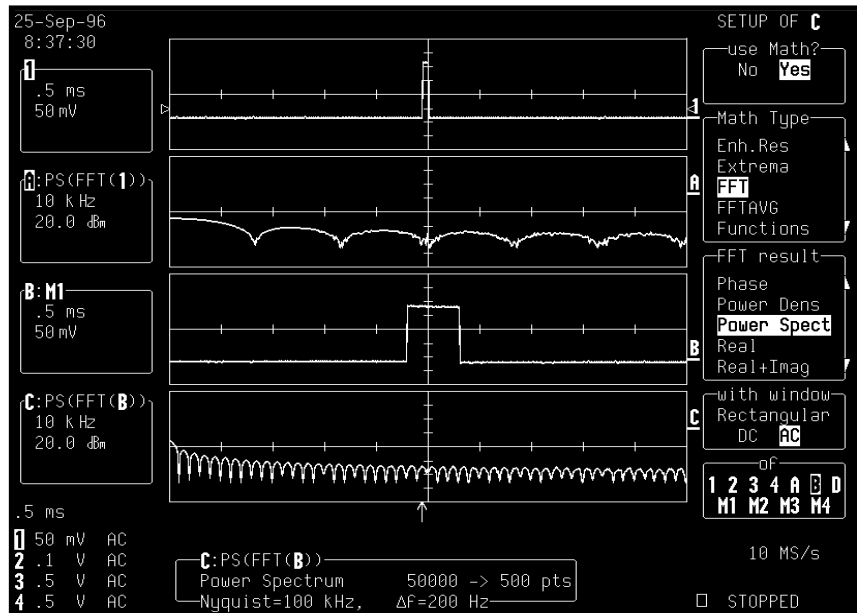 25-Sep-96
8:37:30
1
.5 ms
50 mV
A:PS(FFT(1))
10 kHz
20.0 dBm
B:M1
.5 ms
50 mV
C:PS(FFT(B))
10 kHz
20.0 dBm
.5 ms
1 50 mV AC
2 .1 V AC
3 .5 V AC
4 .5 V AC
1
A
B
C
C:PS(FFT(B))
Power Spectrum 50000 -> 500 pts
Nyquist=100 kHz, Δf=200 Hz
SETUP OF C
use Math?
No Yes
Math Type
Enh.Res
Extrema
FFT
FFTAVG
Functions
FFT result
Phase
Power Dens
Power Spect
Real
Real+Imag
with window
Rectangular
DC AC
of
1 2 3 4 A B D
M1 M2 M3 M4
10 MS/s
STOPPED